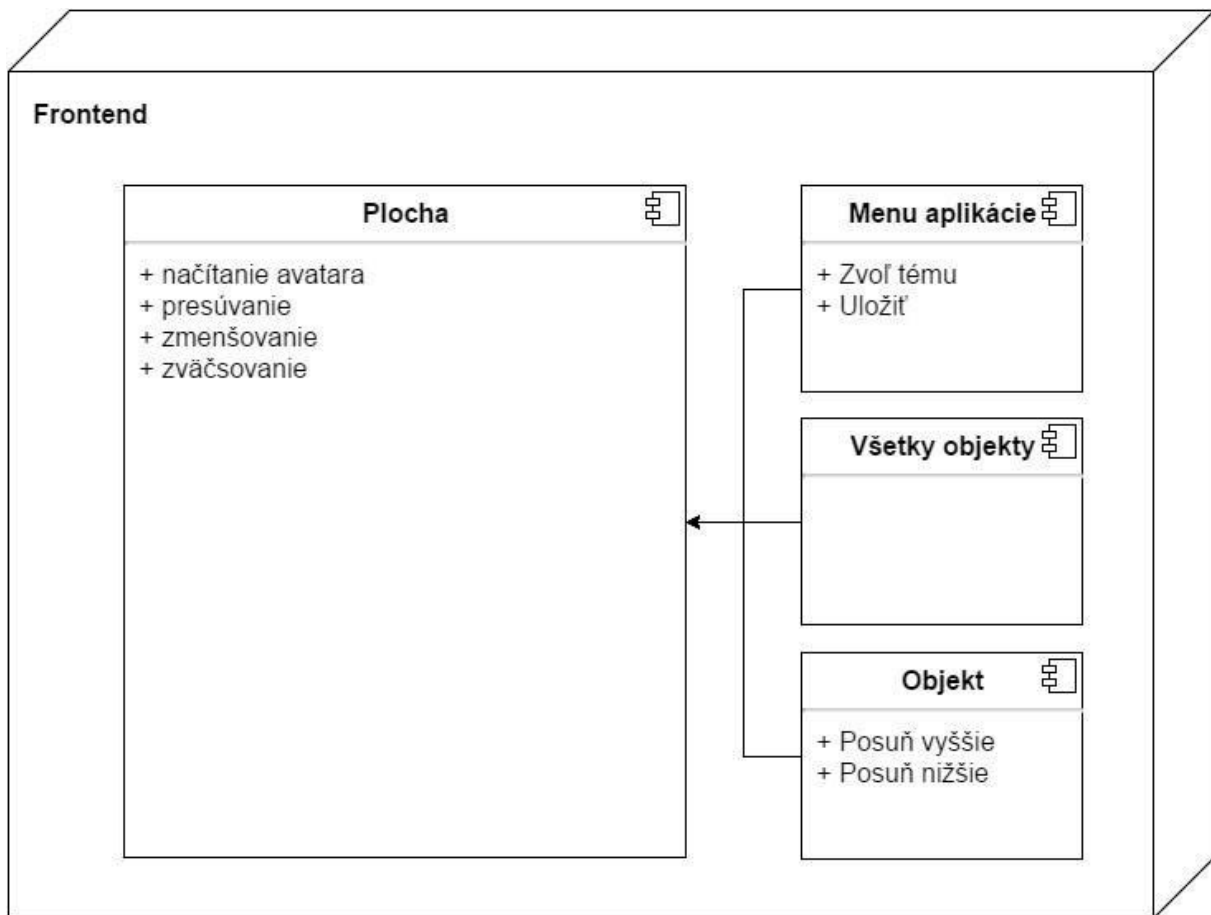 Frontend
Plocha
+ načítanie avatara
+ presúvanie
+ zmenšovanie
+ zväčsovanie
Menu aplikácie
+ Zvoľ tému
+ Uložiť
Všetky objekty
Objekt
+ Posuň vyššie
+ Posuň nižšie